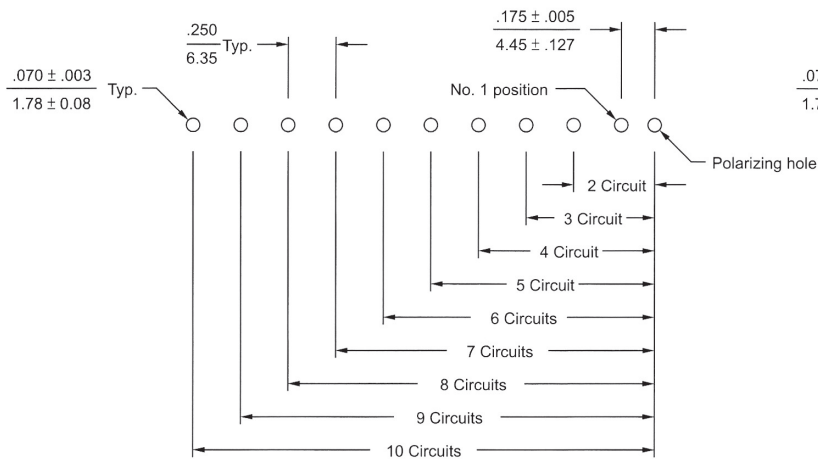 .250
6.35
Typ.
.175 ± .005
4.45 ± .127
.070 ± .003
1.78 ± 0.08
Typ.
No. 1 position
Polarizing hole
2 Circuit
3 Circuit
4 Circuit
5 Circuit
6 Circuits
7 Circuits
8 Circuits
9 Circuits
10 Circuits